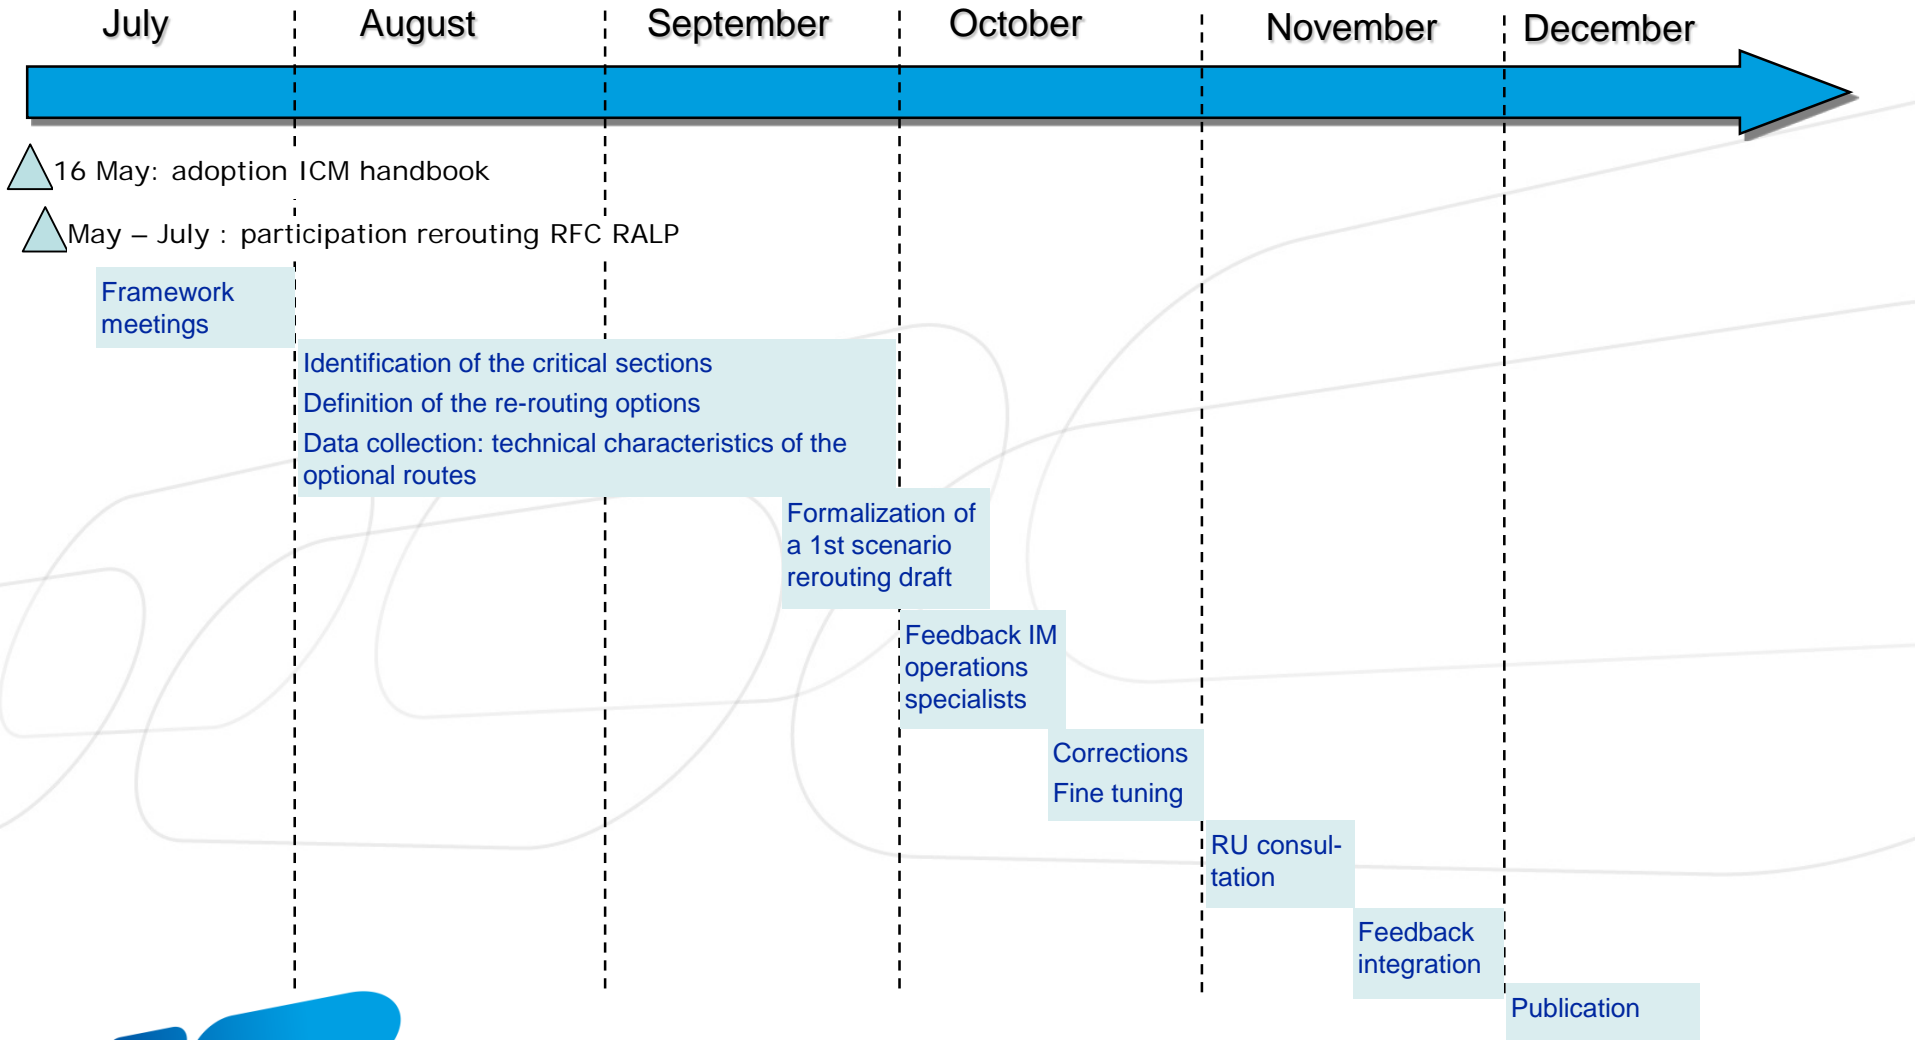 July August September October November December
16 May: adoption ICM handbook
May – July : participation rerouting RFC RALP
Framework
meetings
Identification of the critical sections
Definition of the re-routing options
Data collection: technical characteristics of the
optional routes
Formalization of
a 1st scenario
rerouting draft
Feedback IM
operations
specialists
Corrections
Fine tuning
RU consul-
tation
Feedback
integration
Publication